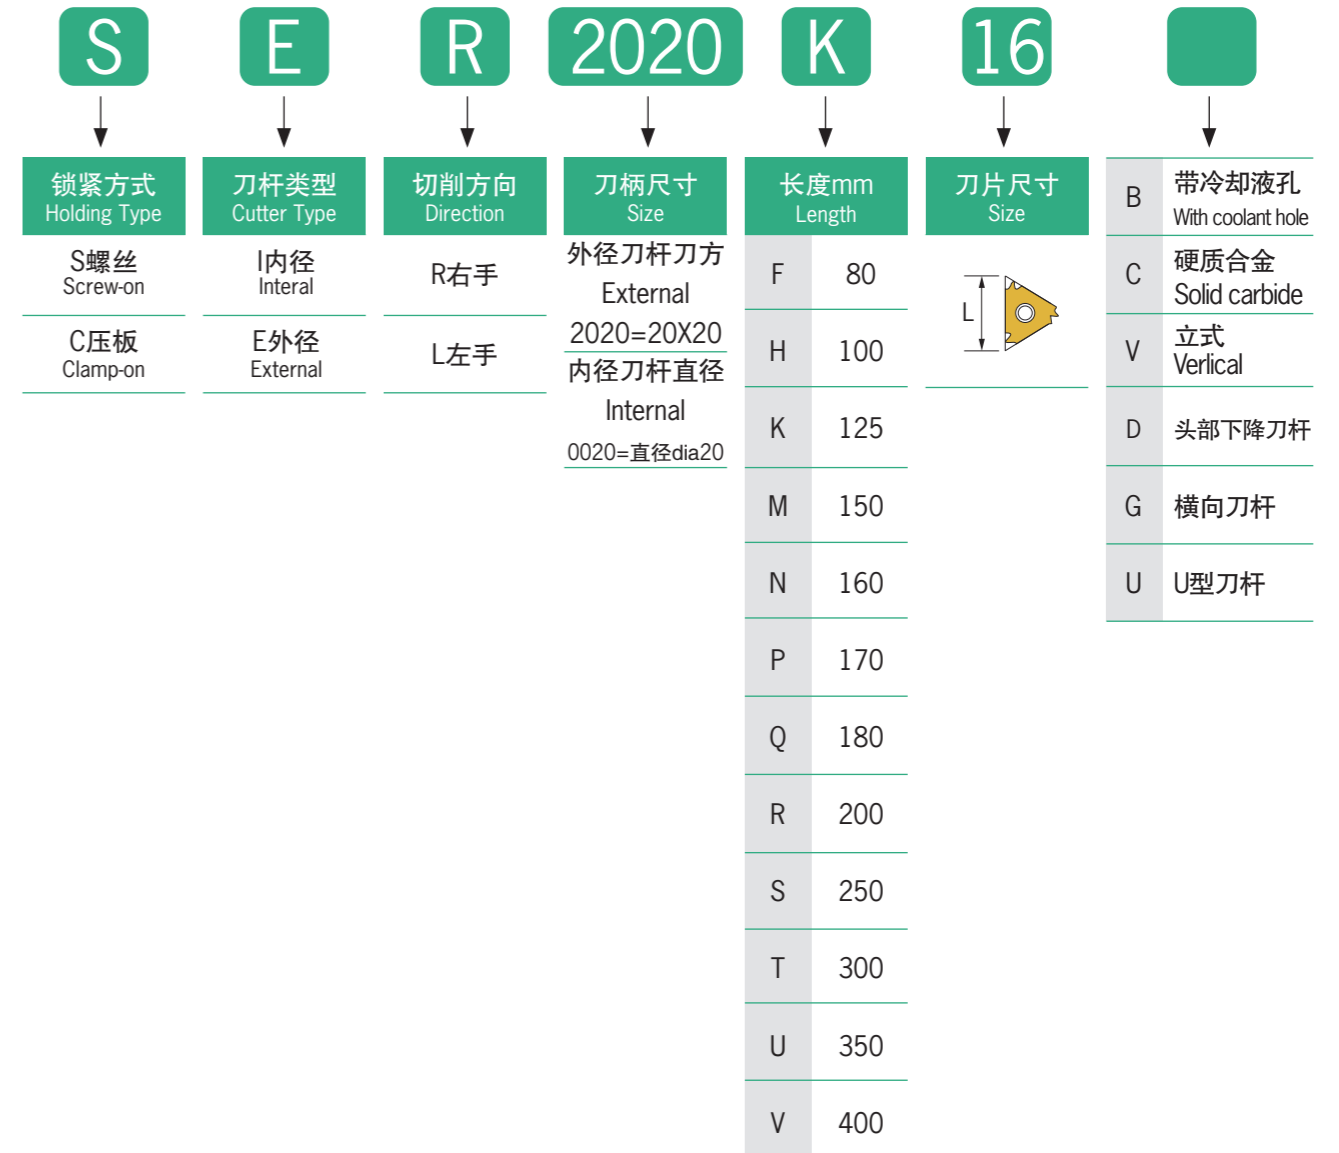 S E R 2020 K 16
锁紧方式
Holding Type
S螺丝
Screw-on
C压板
Clamp-on
刀杆类型
Cutter Type
I内径
Interal
E外径
External
切削方向
Direction
R右手
L左手
刀柄尺寸
Size
外径刀杆刀方
External
2020=20X20
内径刀杆直径
Internal
0020=直径dia20
长度mm
Length
F 80
H 100
K 125
M 150
N 160
P 170
Q 180
R 200
S 250
T 300
U 350
V 400
刀片尺寸
Size
L
B 带冷却液孔
With coolant hole
C 硬质合金
Solid carbide
V 立式
Verlical
D 头部下降刀杆
G 横向刀杆
U U型刀杆